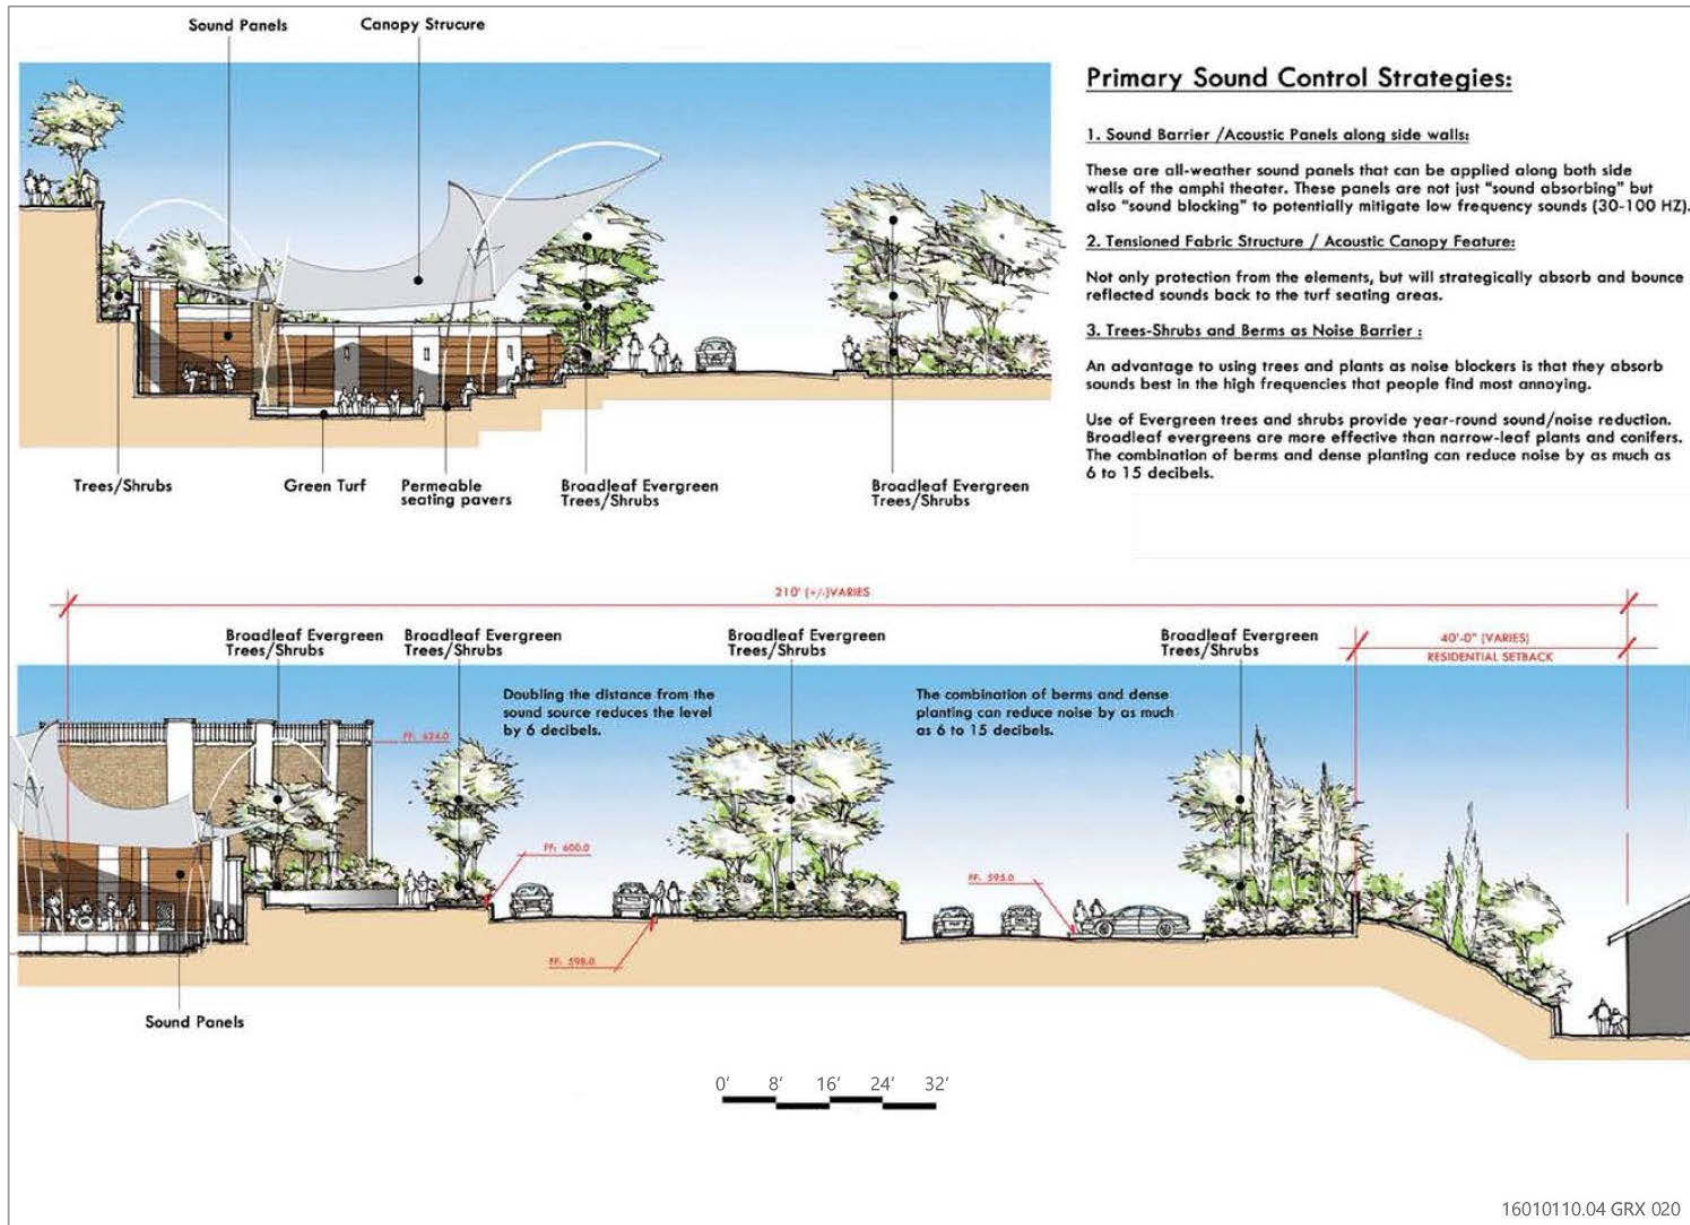 Sound Panels
Canopy Strucure
Primary Sound Control Strategies:
1. Sound Barrier /Acoustic Panels along side walls:
These are all-weather sound panels that can be applied along both side
walls of the amphi theater. These panels are not just "sound absorbing" but
also "sound blocking" to potentially mitigate low frequency sounds (30-100 HZ).
2. Tensioned Fabric Structure / Acoustic Canopy Feature:
Not only protection from the elements, but will strategically absorb and bounce
reflected sounds back to the turf seating areas.
3. Trees-Shrubs and Berms as Noise Barrier :
An advantage to using trees and plants as noise blockers is that they absorb
sounds best in the high frequencies that people find most annoying.
Use of Evergreen trees and shrubs provide year-round sound/noise reduction.
Broadleaf evergreens are more effective than narrow-leaf plants and conifers.
The combination of berms and dense planting can reduce noise by as much as
6 to 15 decibels.
Trees/Shrubs
Green Turf
Permeable
seating pavers
Broadleaf Evergreen
Trees/Shrubs
Broadleaf Evergreen
Trees/Shrubs
210' (+/-)VARIES
Broadleaf Evergreen
Trees/Shrubs
Broadleaf Evergreen
Trees/Shrubs
Broadleaf Evergreen
Trees/Shrubs
Broadleaf Evergreen
Trees/Shrubs
40'-0" (VARIES)
RESIDENTIAL SETBACK
Doubling the distance from the
sound source reduces the level
by 6 decibels.
The combination of berms and dense
planting can reduce noise by as much
as 6 to 15 decibels.
FF: 624.0
FF: 600.0
FF: 595.0
FF: 598.0
Sound Panels
0' 8' 16' 24' 32'
16010110.04 GRX 020